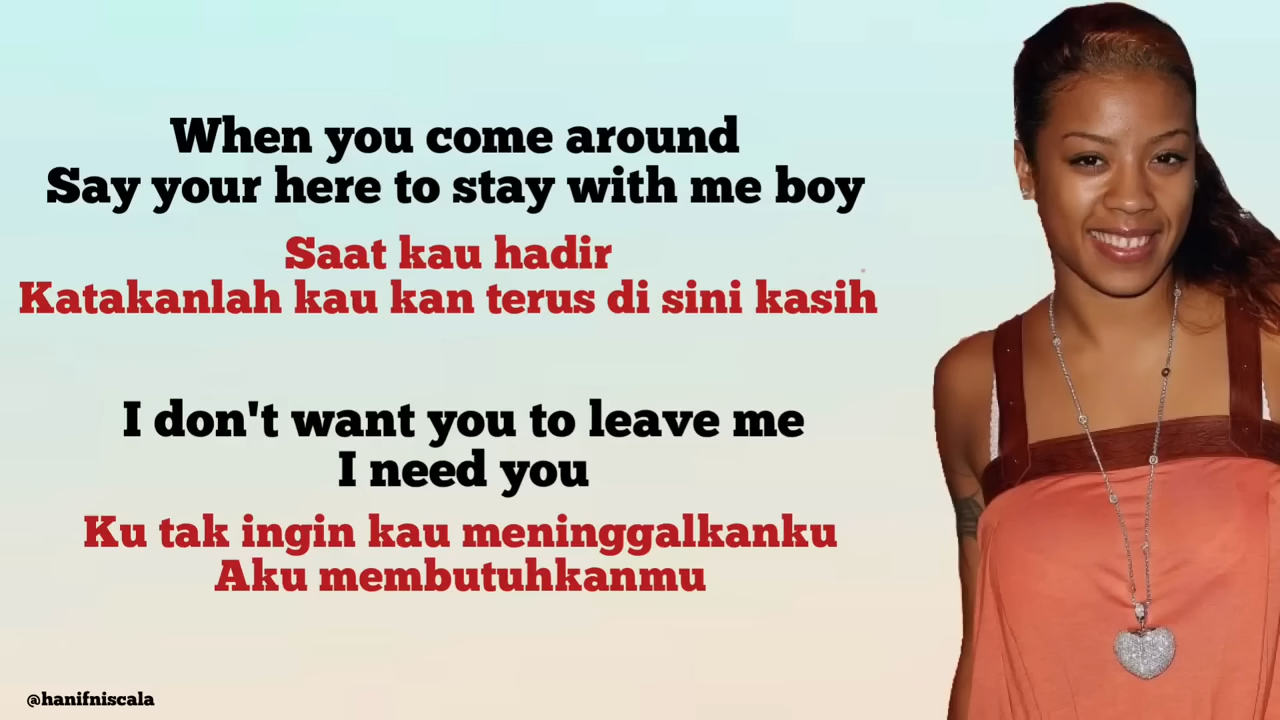 When you come around
Say your here to stay with me boy
Saat kau hadir
Katakanlah kau kan terus di sini kasih
I don't want you to leave me
I need you
Ku tak ingin kau meninggalkanku
Aku membutuhkanmu
@hanifniscala